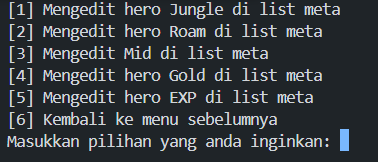 [1] Mengedit hero Jungle di list meta
[2] Mengedit hero Roam di list meta
[3] Mengedit Mid di list meta
[4] Mengedit hero Gold di list meta
[5] Mengedit hero EXP di list meta
[6] Kembali ke menu sebelumnya
Masukkan pilihan yang anda inginkan: